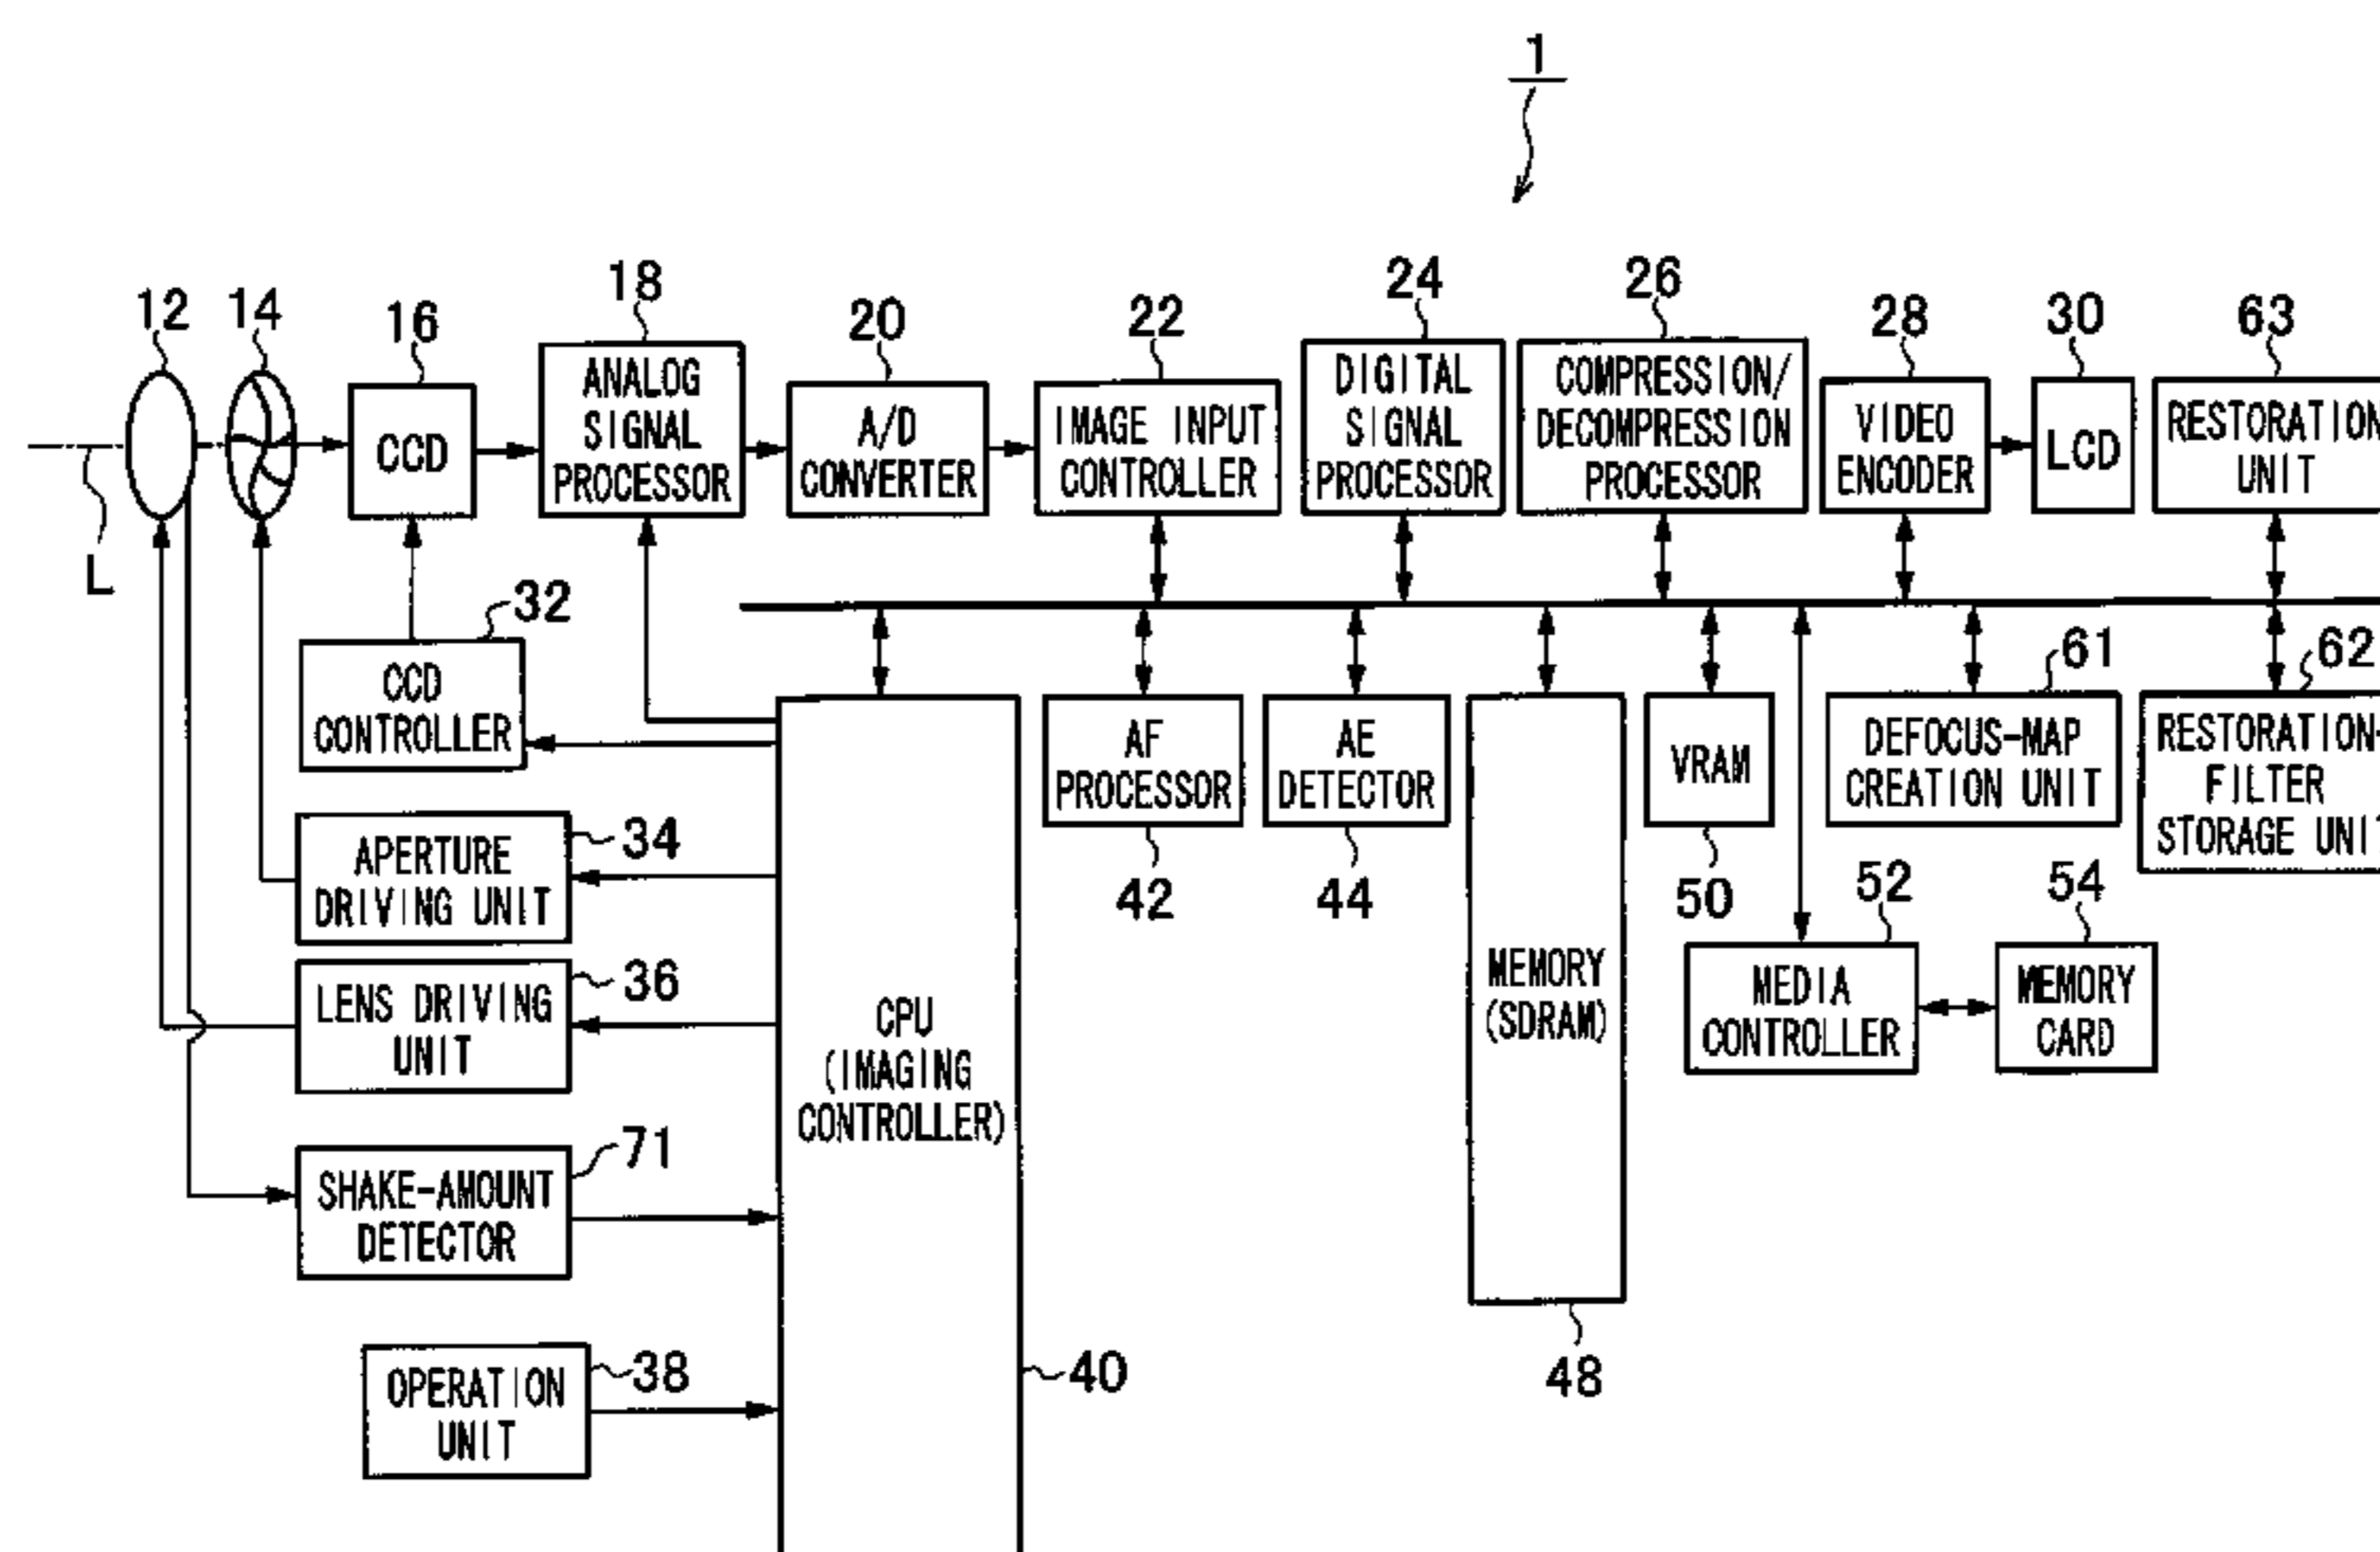 1
12
14
16
18
20
22
24
26
28
30
63
CCD
ANALOG
SIGNAL
PROCESSOR
A/D
CONVERTER
IMAGE INPUT
CONTROLLER
DIGITAL
SIGNAL
PROCESSOR
COMPRESSION/
DECOMPRESSION
PROCESSOR
VIDEO
ENCODER
LCD
RESTORATION
UNIT
L
32
CCD
CONTROLLER
34
APERTURE
DRIVING UNIT
36
LENS DRIVING
UNIT
71
SHAKE-AMOUNT
DETECTOR
38
OPERATION
UNIT
CPU
(IMAGING
CONTROLLER)
40
AF
PROCESSOR
42
AE
DETECTOR
44
MEMORY
(SDRAM)
48
VRAM
50
61
DEFOCUS-MAP
CREATION UNIT
62
RESTORATION-
FILTER
STORAGE UNIT
52
MEDIA
CONTROLLER
54
MEMORY
CARD